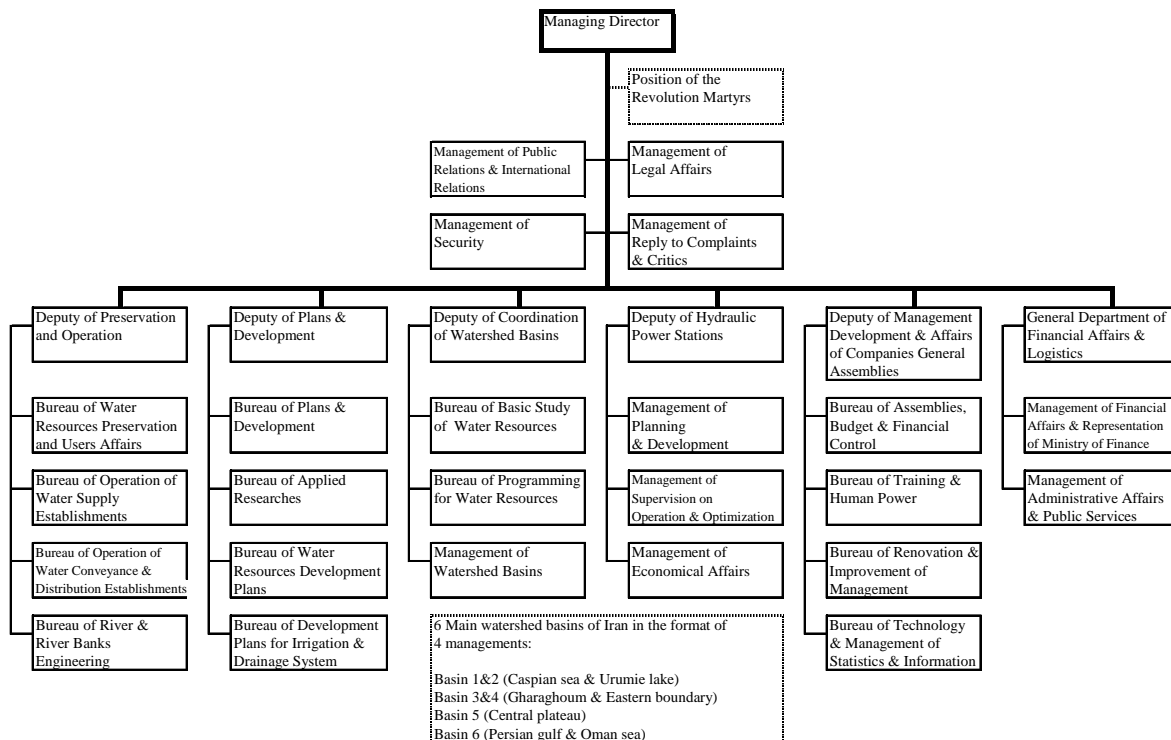 Managing Director
Position of the
Revolution Martyrs
Management of Public
Relations & International
Relations
Management of
Legal Affairs
Management of
Security
Management of
Reply to Complaints
& Critics
Deputy of Preservation
and Operation
Bureau of Water
Resources Preservation
and Users Affairs
Bureau of Operation of
Water Supply
Establishments
Bureau of Operation of
Water Conveyance &
Distribution Establishments
Bureau of River &
River Banks
Engineering
Deputy of Plans &
Development
Bureau of Plans &
Development
Bureau of Applied
Researches
Bureau of Water
Resources Development
Plans
Bureau of Development
Plans for Irrigation &
Drainage System
Deputy of Coordination
of Watershed Basins
Bureau of Basic Study
of Water Resources
Bureau of Programming
for Water Resources
Management of
Watershed Basins
6 Main watershed basins of Iran in the format of
4 managements:
Basin 1&2 (Caspian sea & Urumie lake)
Basin 3&4 (Gharaghoum & Eastern boundary)
Basin 5 (Central plateau)
Basin 6 (Persian gulf & Oman sea)
Deputy of Hydraulic
Power Stations
Management of
Planning
& Development
Management of
Supervision on
Operation & Optimization
Management of
Economical Affairs
Deputy of Management
Development & Affairs
of Companies General
Assemblies
Bureau of Assemblies,
Budget & Financial
Control
Bureau of Training &
Human Power
Bureau of Renovation &
Improvement of
Management
Bureau of Technology
& Management of
Statistics & Information
General Department of
Financial Affairs &
Logistics
Management of Financial
Affairs & Representation
of Ministry of Finance
Management of
Administrative Affairs
& Public Services